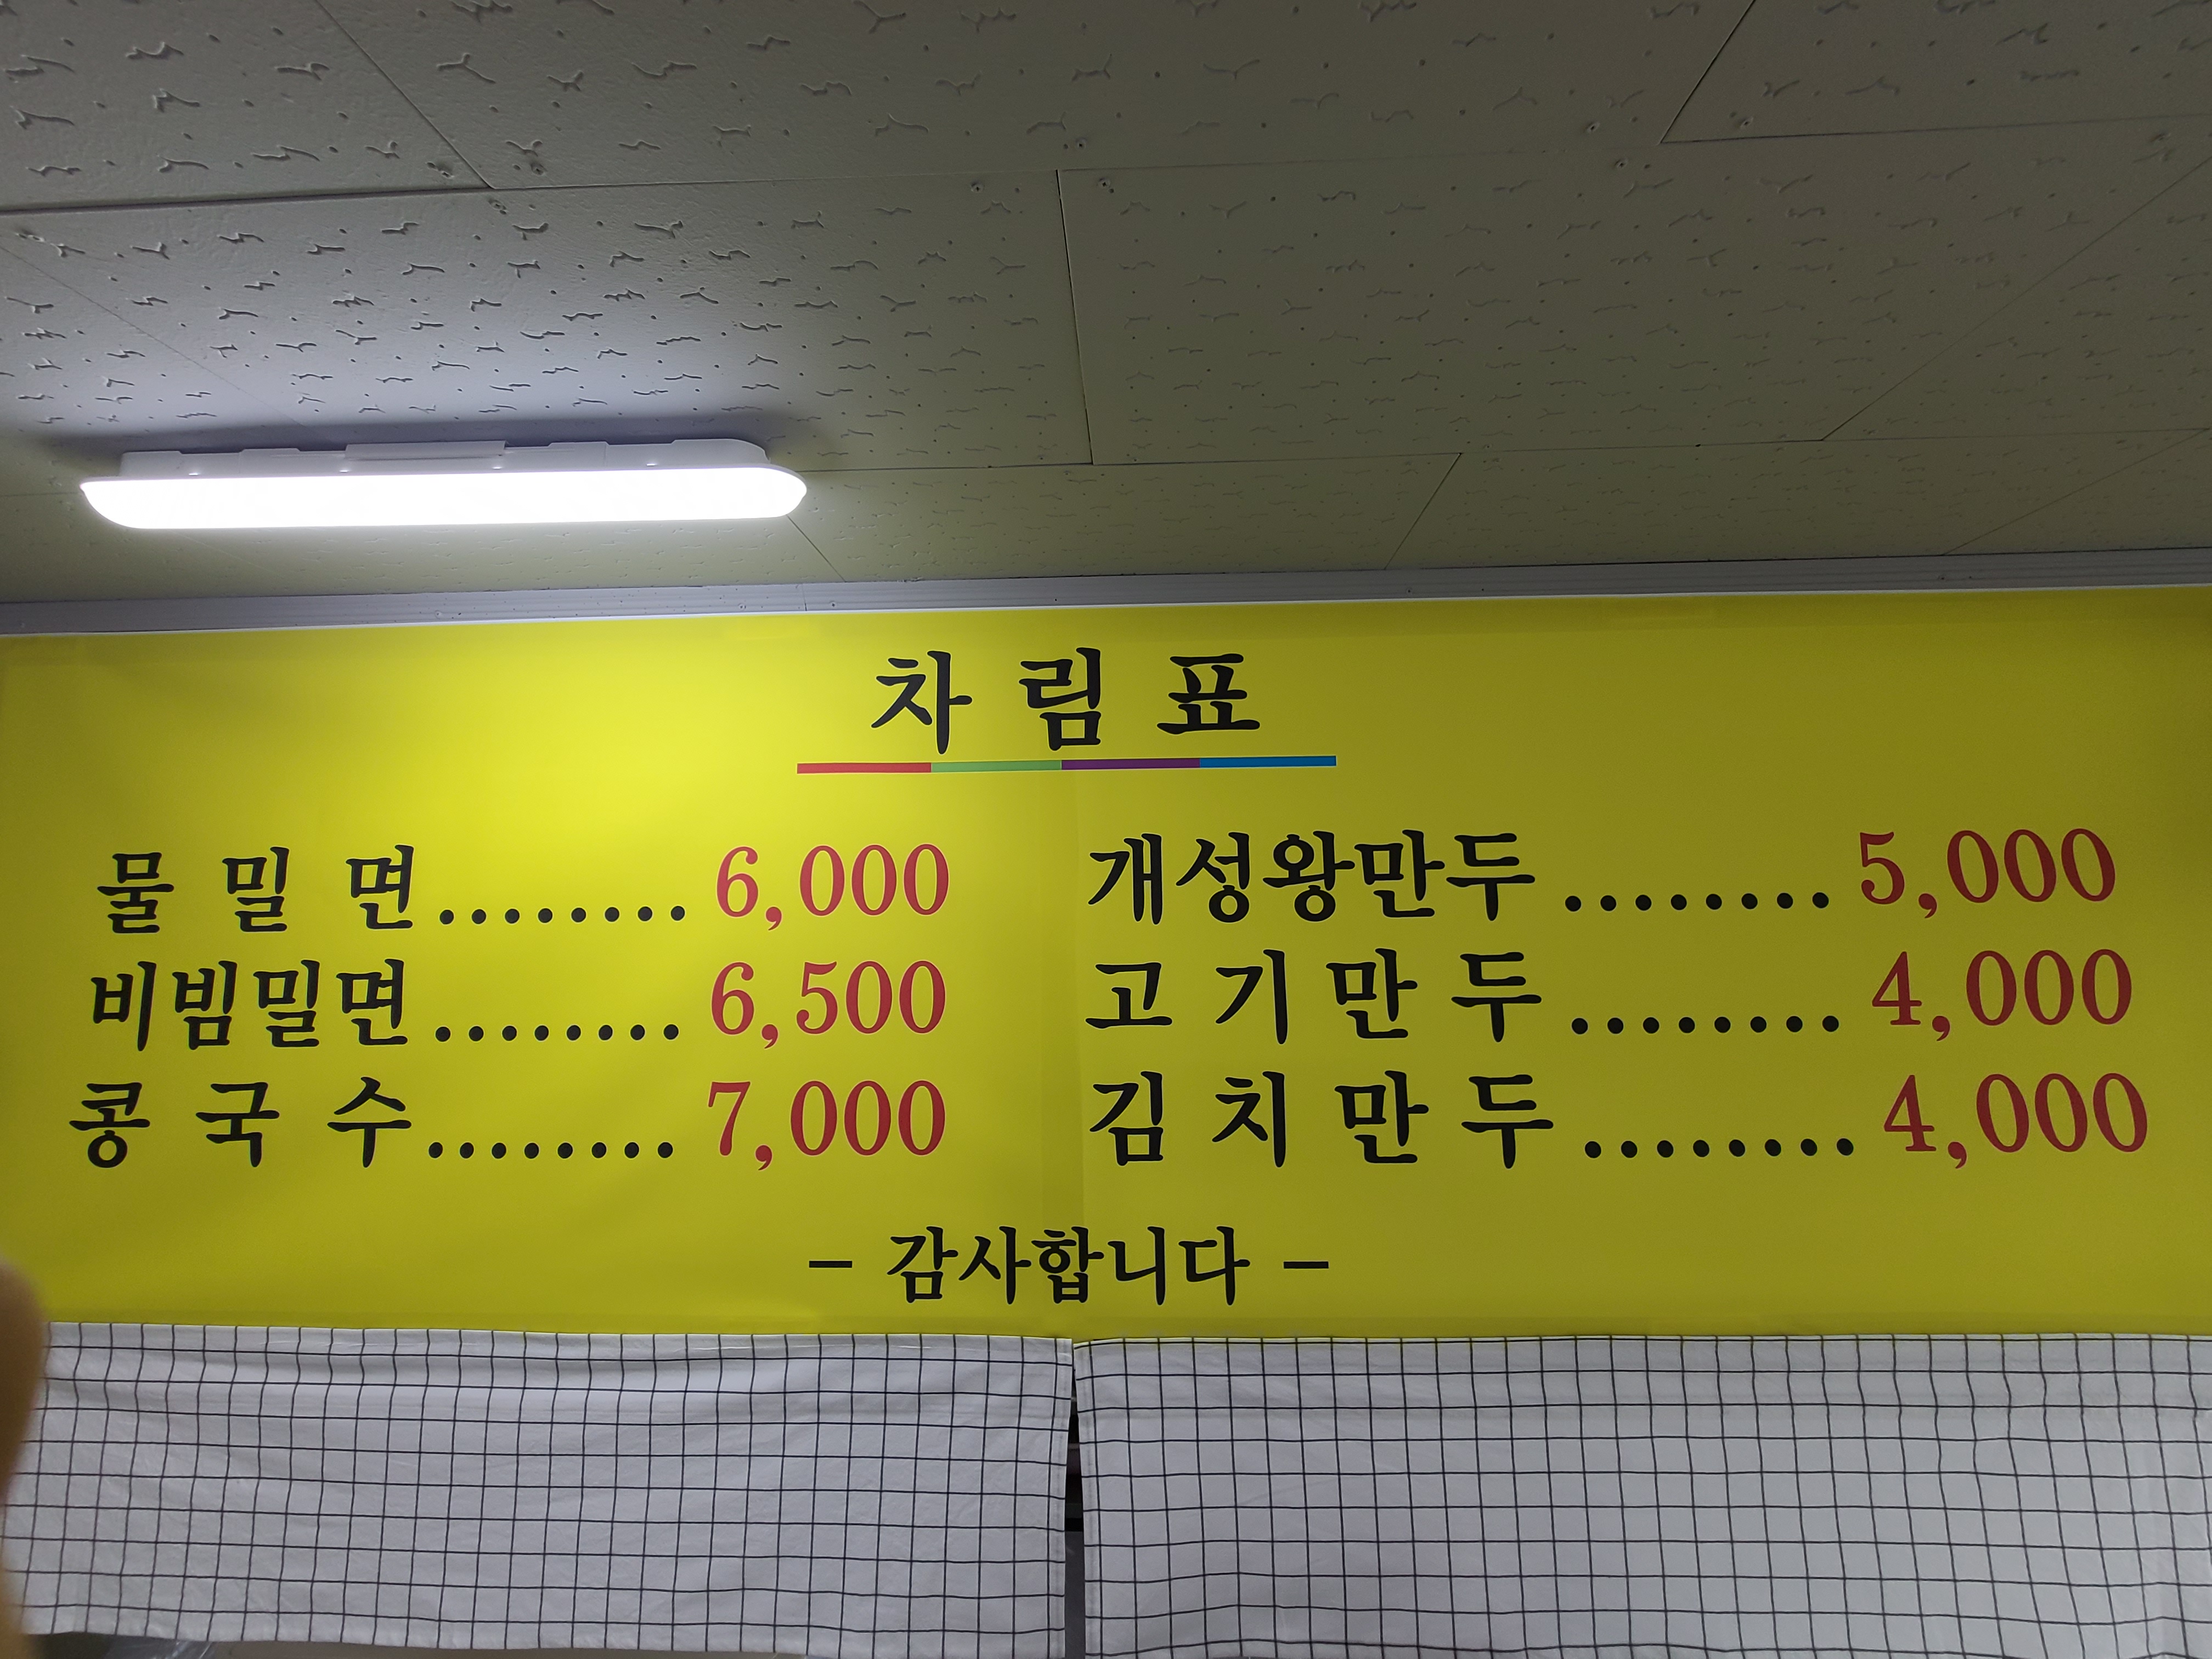 차 림 표
물 밀 면........ 6,000
비빔밀면........ 6,500
콩 국 수........ 7,000
개성왕만두........ 5,000
고 기 만 두........ 4,000
김 치 만 두........ 4,000
- 감사합니다 -